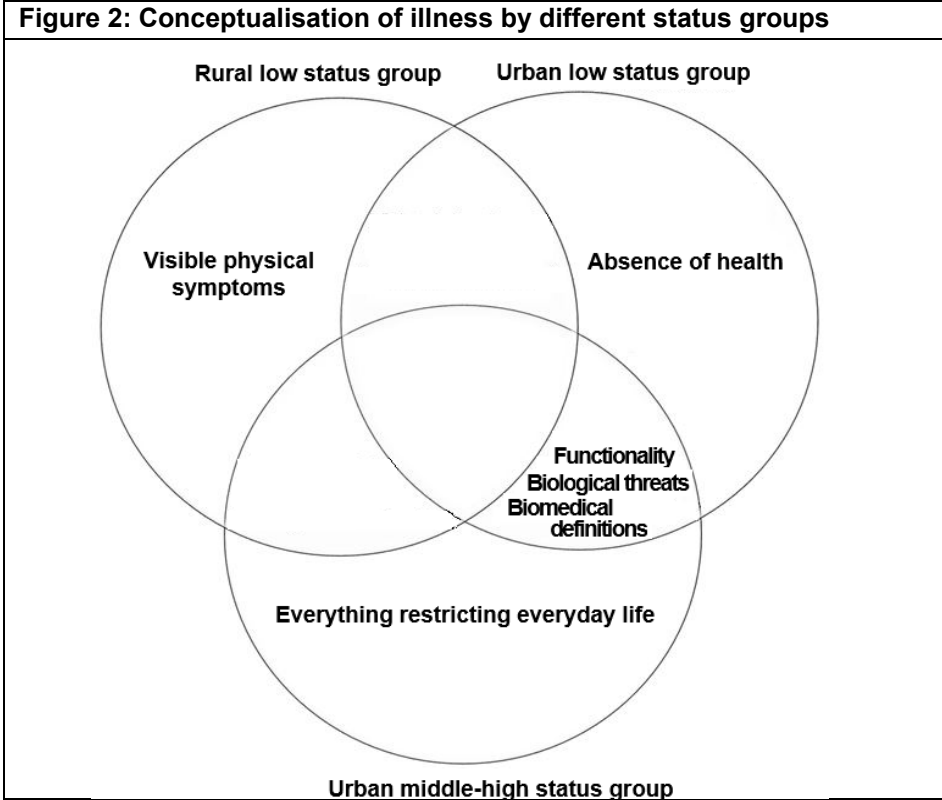 Figure 2: Conceptualisation of illness by different status groups
Rural low status group
Urban low status group
Visible physical
symptoms
Absence of health
Functionality
Biological threats
Biomedical
definitions
Everything restricting everyday life
Urban middle-high status group